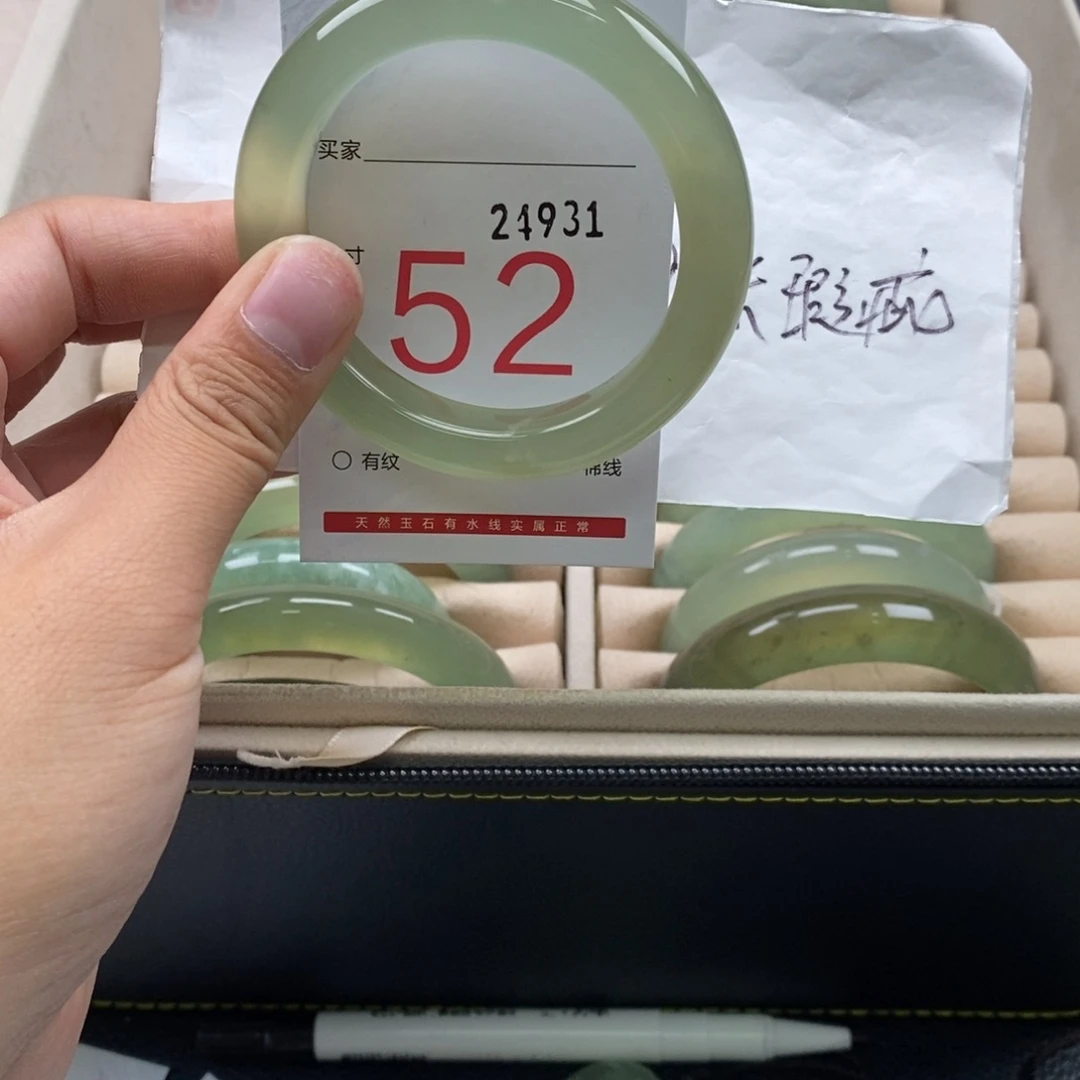 买家
24931
寸
52
瑕疵
有纹
天然玉石有水线实属正常